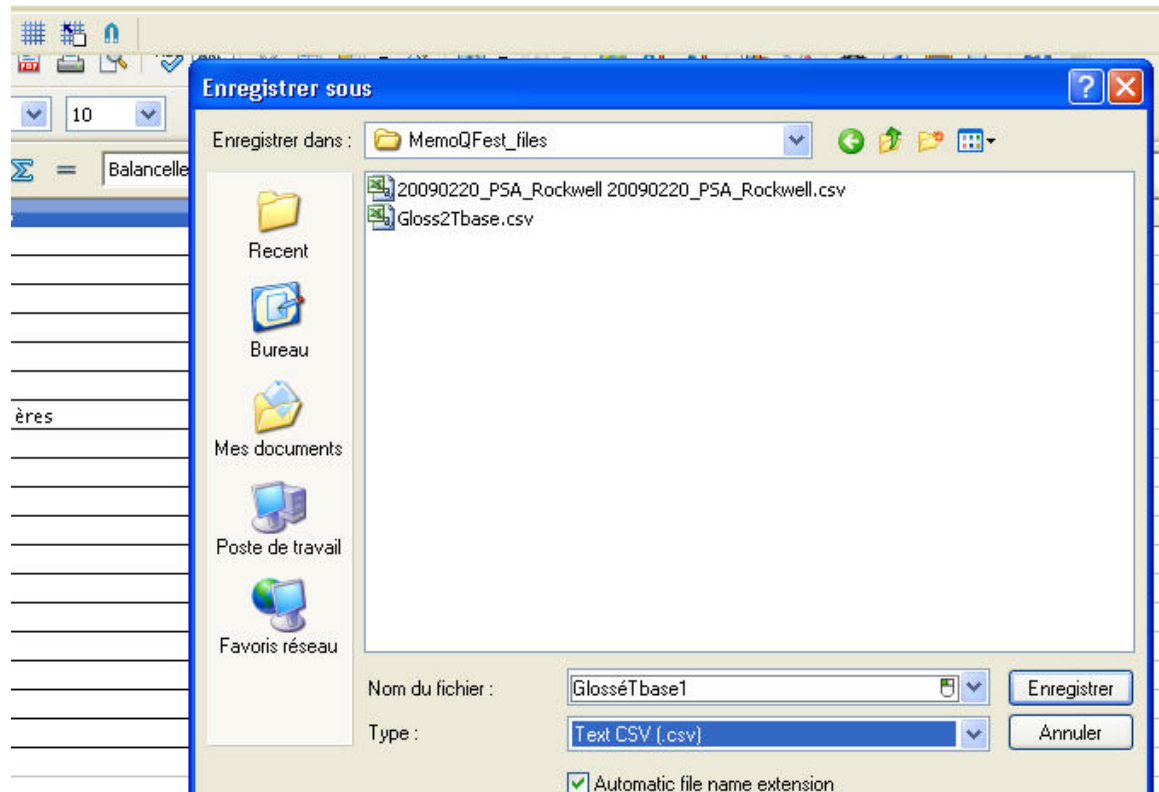 PDF
10
Balancelle
ères
Enregistrer sous
Enregistrer dans :
MemoQFest_files
20090220_PSA_Rockwell 20090220_PSA_Rockwell.csv
Gloss2Tbase.csv
Recent
Bureau
Mes documents
Poste de travail
Favoris réseau
Nom du fichier :
GlosséTbase1
Enregistrer
Type :
Text CSV (.csv)
Annuler
Automatic file name extension